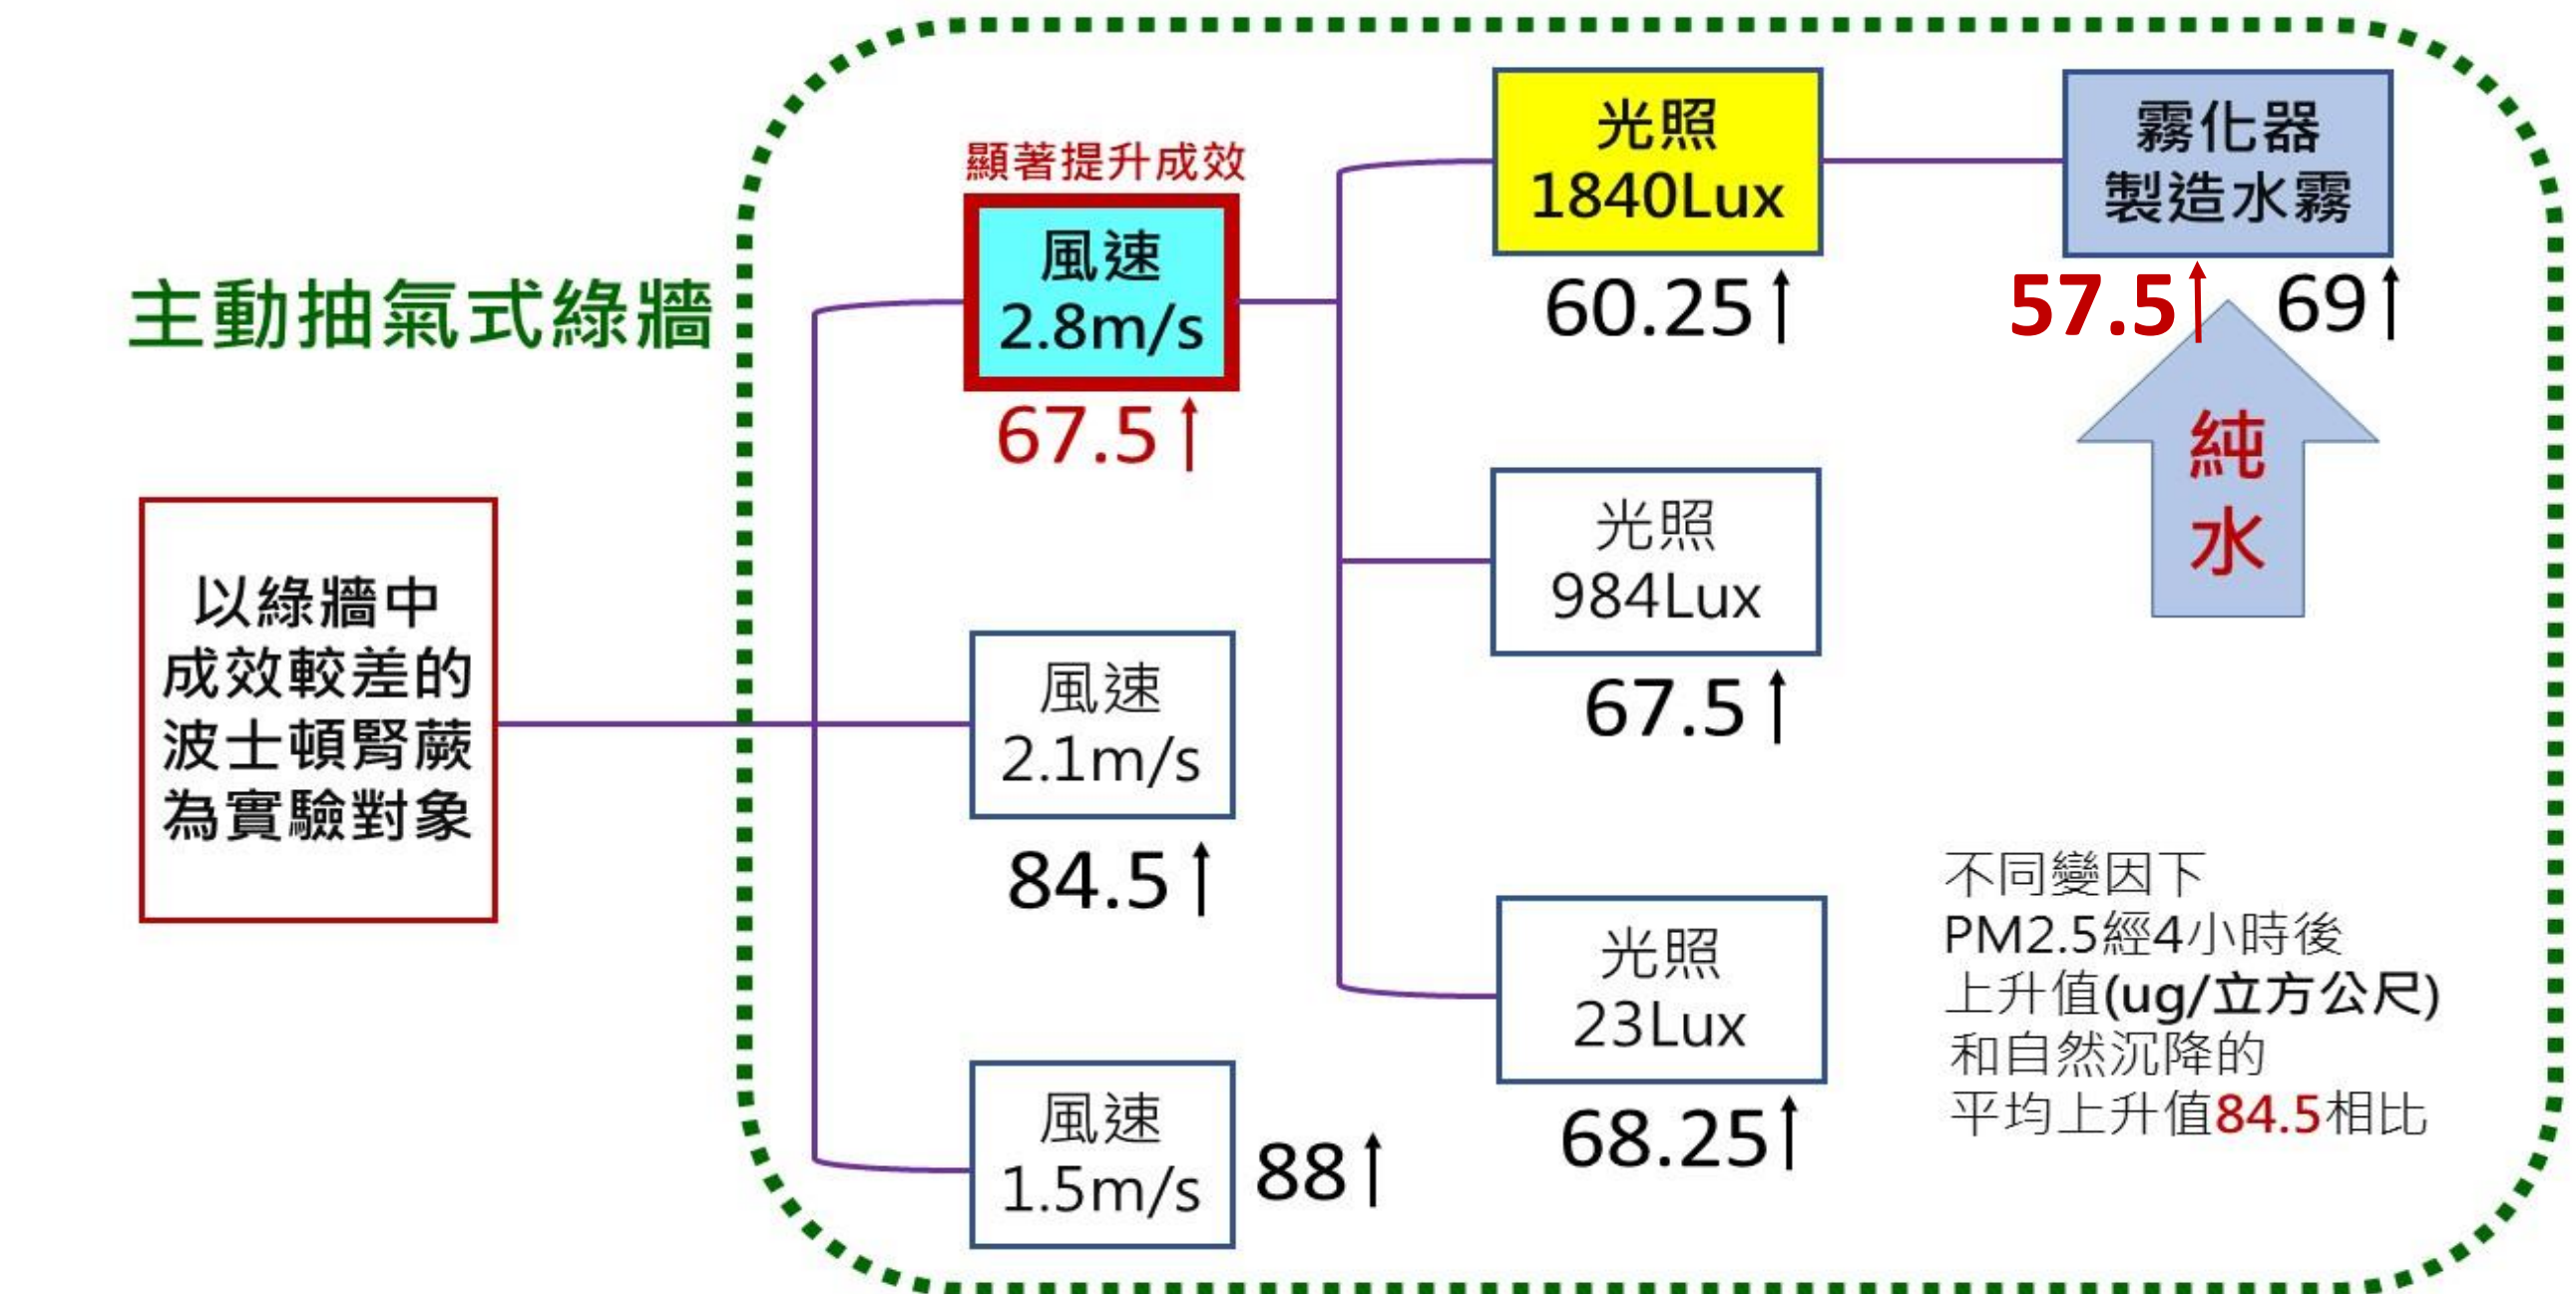 主動抽氣式綠牆
以綠牆中
成效較差的
波士頓腎蕨
為實驗對象
顯著提升成效
風速
2.8m/s
67.5↑
風速
2.1m/s
84.5↑
風速
1.5m/s
88↑
光照
1840Lux
60.25↑
光照
984Lux
67.5↑
光照
23Lux
68.25↑
霧化器
製造水霧
57.5↑ 69↑
純
水
不同變因下
PM2.5經4小時後
上升值(ug/立方公尺)
和自然沉降的
平均上升值84.5相比